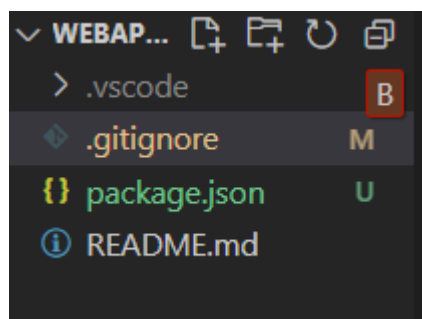 WEBAP...
.vscode B
.gitignore M
{} package.json U
README.md